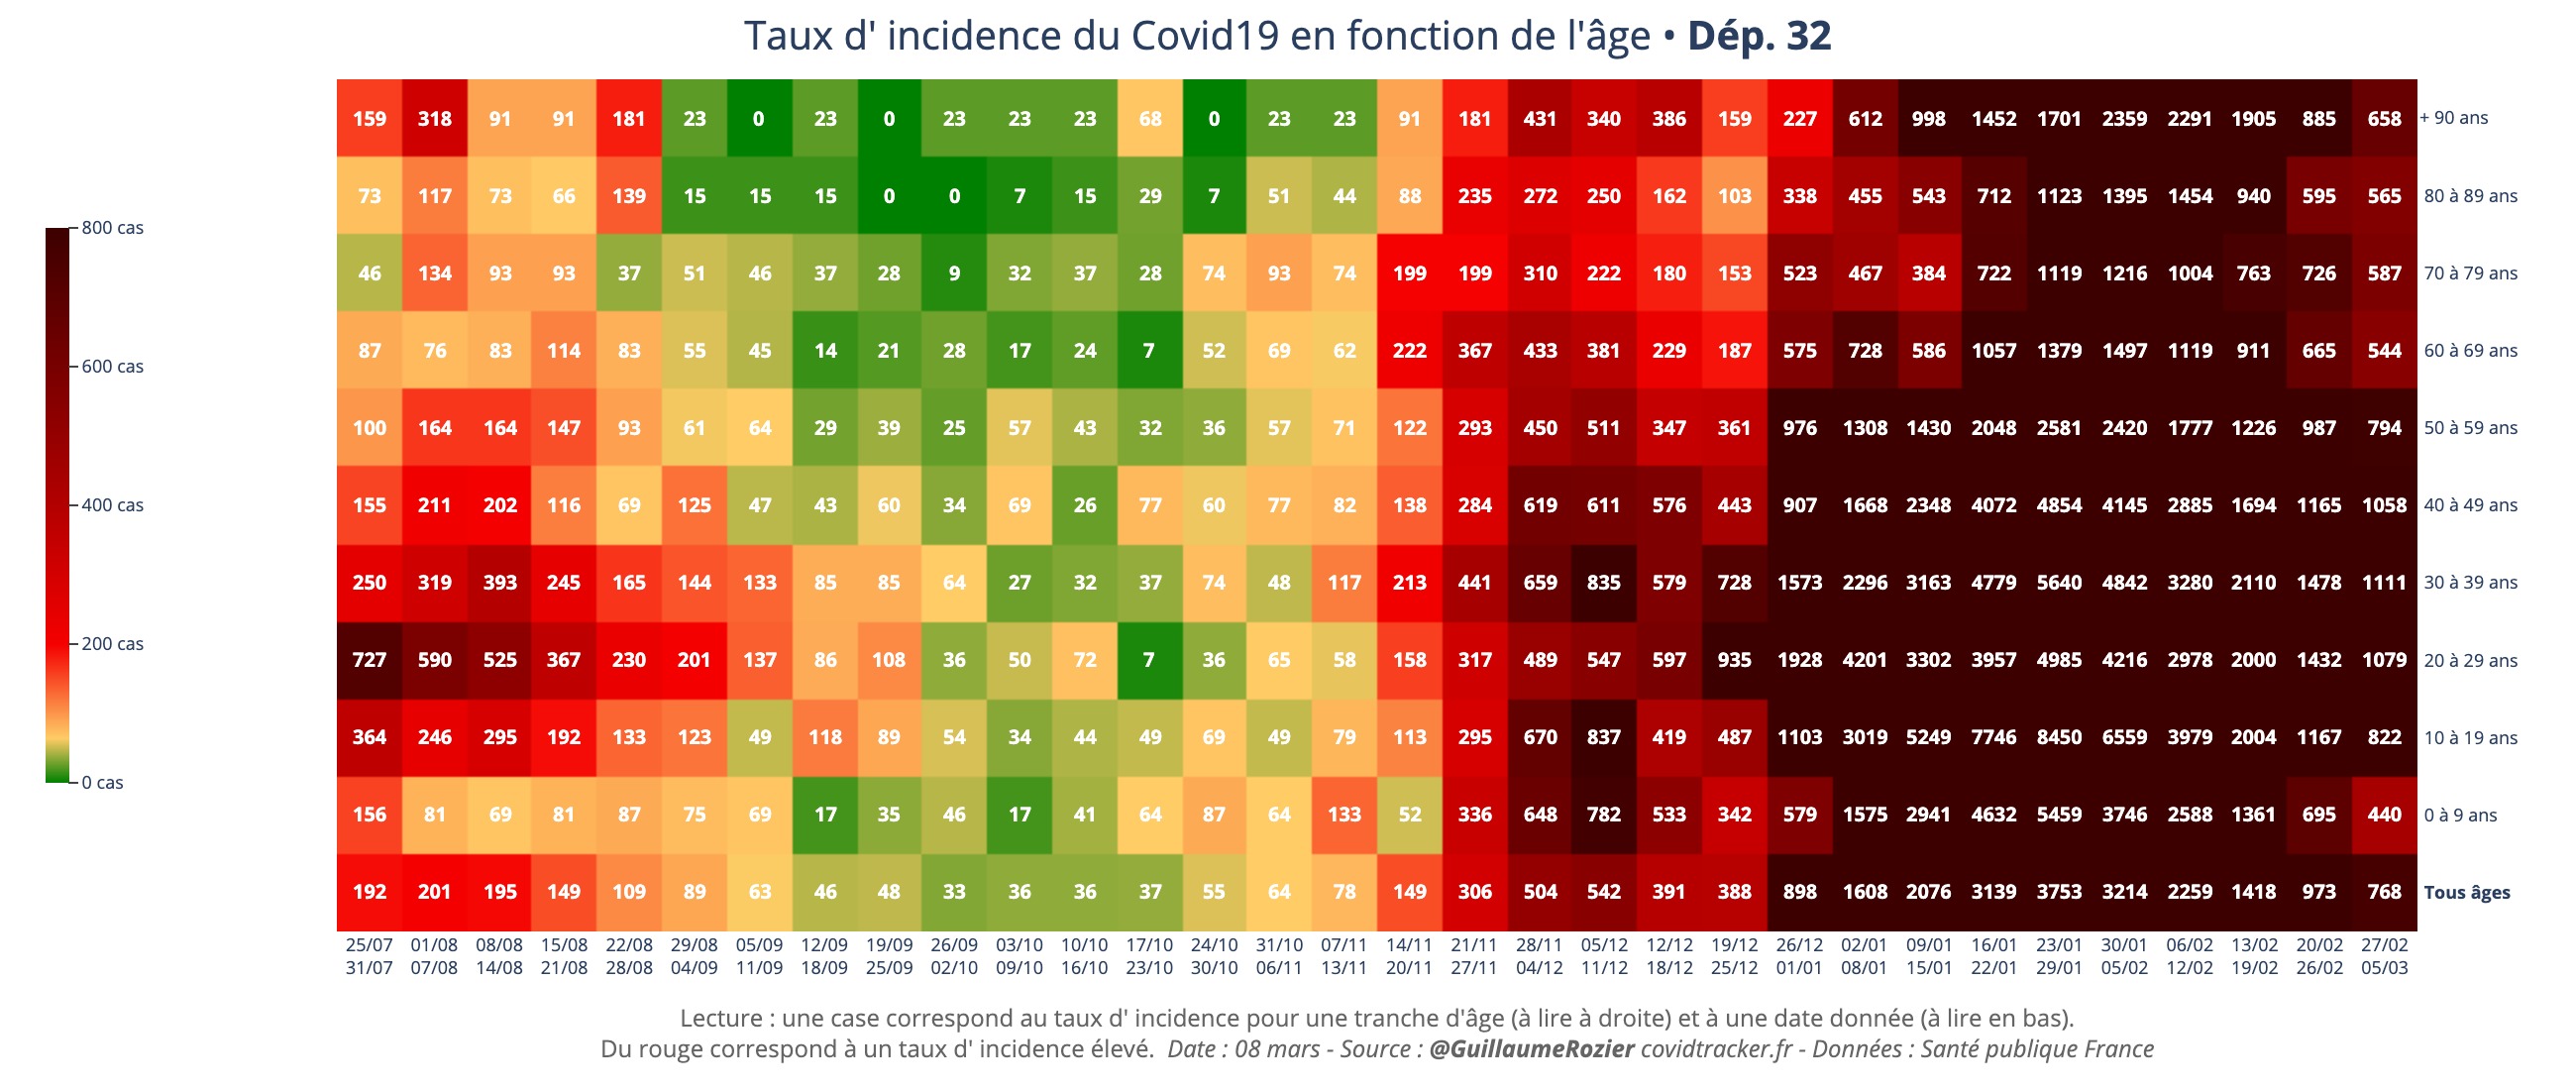 Taux d' incidence du Covid19 en fonction de l'âge • Dép. 32
800 cas
600 cas
400 cas
200 cas
0 cas
159 318 91 91 181 23 0 23 0 23 23 23 68 0 23 23 91 181 431 340 386 159 227 612 998 1452 1701 2359 2291 1905 885 658 + 90 ans
73 117 73 66 139 15 15 15 0 0 7 15 29 7 51 44 88 235 272 250 162 103 338 455 543 712 1123 1395 1454 940 595 565 80 à 89 ans
46 134 93 93 37 51 46 37 28 9 32 37 28 74 93 74 199 199 310 222 180 153 523 467 384 722 1119 1216 1004 763 726 587 70 à 79 ans
87 76 83 114 83 55 45 14 21 28 17 24 7 52 69 62 222 367 433 381 229 187 575 728 586 1057 1379 1497 1119 911 665 544 60 à 69 ans
100 164 164 147 93 61 64 29 39 25 57 43 32 36 57 71 122 293 450 511 347 361 976 1308 1430 2048 2581 2420 1777 1226 987 794 50 à 59 ans
155 211 202 116 69 125 47 43 60 34 69 26 77 60 77 82 138 284 619 611 576 443 907 1668 2348 4072 4854 4145 2885 1694 1165 1058 40 à 49 ans
250 319 393 245 165 144 133 85 85 64 27 32 37 74 48 117 213 441 659 835 579 728 1573 2296 3163 4779 5640 4842 3280 2110 1478 1111 30 à 39 ans
727 590 525 367 230 201 137 86 108 36 50 72 7 36 65 58 158 317 489 547 597 935 1928 4201 3302 3957 4985 4216 2978 2000 1432 1079 20 à 29 ans
364 246 295 192 133 123 49 118 89 54 34 44 49 69 49 79 113 295 670 837 419 487 1103 3019 5249 7746 8450 6559 3979 2004 1167 822 10 à 19 ans
156 81 69 81 87 75 69 17 35 46 17 41 64 87 64 133 52 336 648 782 533 342 579 1575 2941 4632 5459 3746 2588 1361 695 440 0 à 9 ans
192 201 195 149 109 89 63 46 48 33 36 36 37 55 64 78 149 306 504 542 391 388 898 1608 2076 3139 3753 3214 2259 1418 973 768 Tous âges
25/07 01/08 08/08 15/08 22/08 29/08 05/09 12/09 19/09 26/09 03/10 10/10 17/10 24/10 31/10 07/11 14/11 21/11 28/11 05/12 12/12 19/12 26/12 02/01 09/01 16/01 23/01 30/01 06/02 13/02 20/02 27/02
31/07 07/08 14/08 21/08 28/08 04/09 11/09 18/09 25/09 02/10 09/10 16/10 23/10 30/10 06/11 13/11 20/11 27/11 04/12 11/12 18/12 25/12 01/01 08/01 15/01 22/01 29/01 05/02 12/02 19/02 26/02 05/03
Lecture : une case correspond au taux d' incidence pour une tranche d'âge (à lire à droite) et à une date donnée (à lire en bas).
Du rouge correspond à un taux d' incidence élevé. Date : 08 mars - Source : @GuillaumeRozier covidtracker.fr - Données : Santé publique France